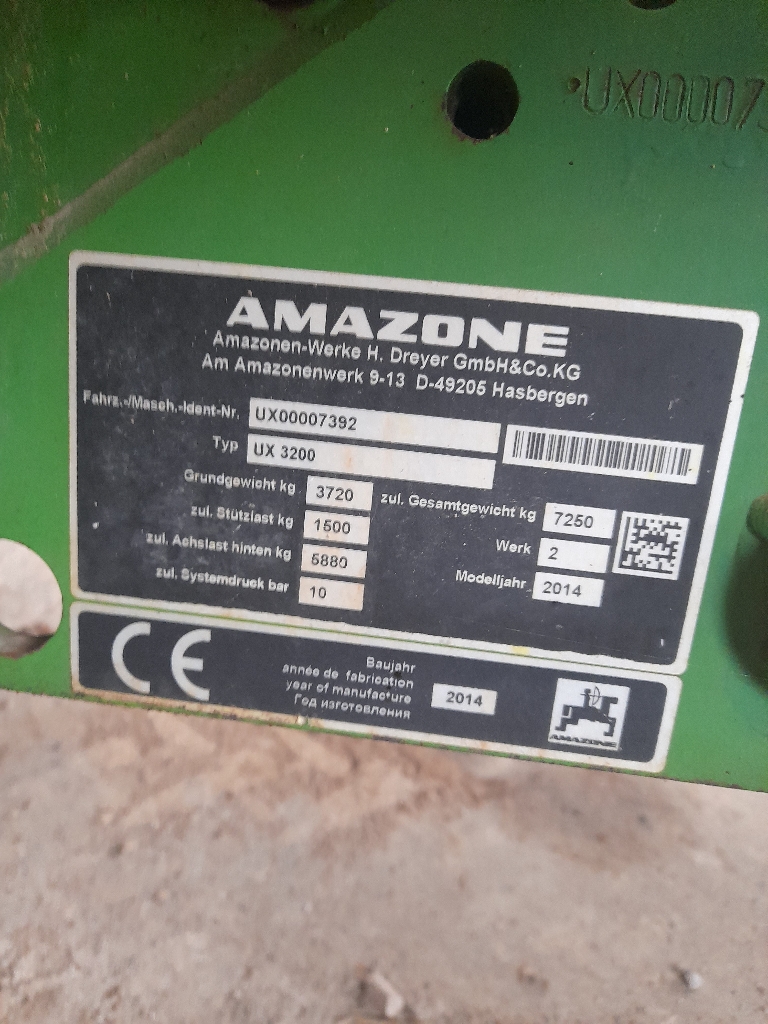 UX000073
AMAZONE
Amazonen-Werke H. Dreyer GmbH&Co.KG
Am Amazonenwerk 9-13 D-49205 Hasbergen
Fahrz.-/Masch.-Ident-Nr. UX00007392
Typ UX 3200
Grundgewicht kg 3720 zul. Gesamtgewicht kg 7250
zul. Stützlast kg 1500 Werk 2
zul. Achslast hinten kg 5880 Modelljahr 2014
zul. Systemdruck bar 10
CE
Baujahr
année de fabrication
year of manufacture
Год изготовления
2014
AMAZONE